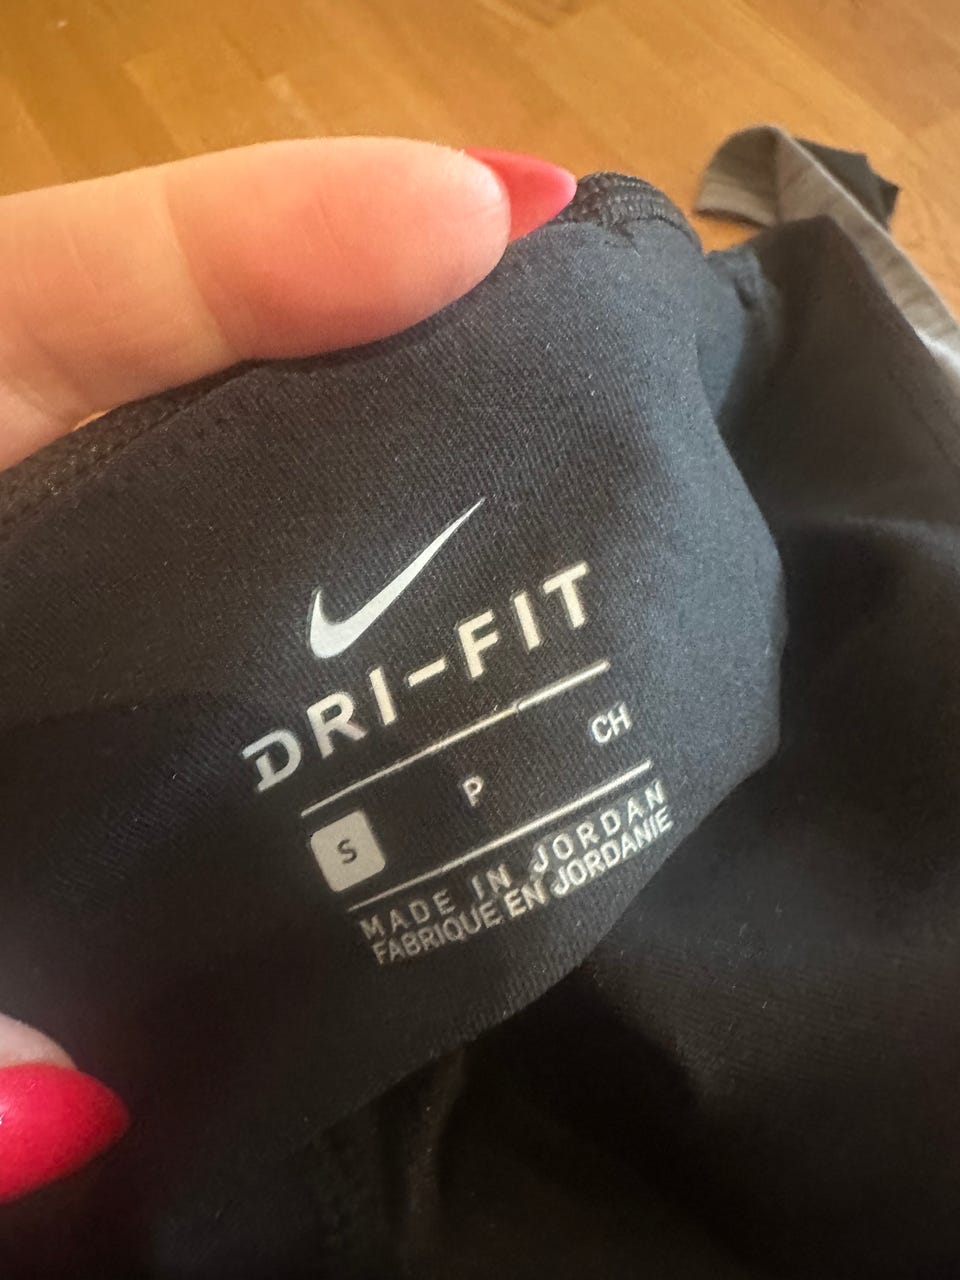 DRI-FIT
S P CH
MADE IN JORDAN
FABRIQUE EN JORDANIE